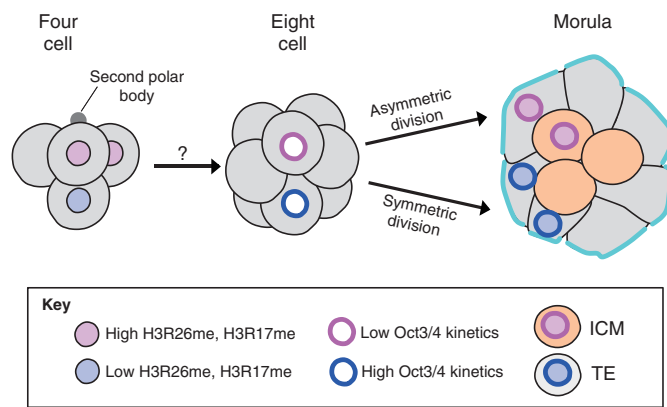 Four
cell
Eight
cell
Morula
Second polar
body
?
Asymmetric
division
Symmetric
division
Key
High H3R26me, H3R17me
Low Oct3/4 kinetics
ICM
Low H3R26me, H3R17me
High Oct3/4 kinetics
TE